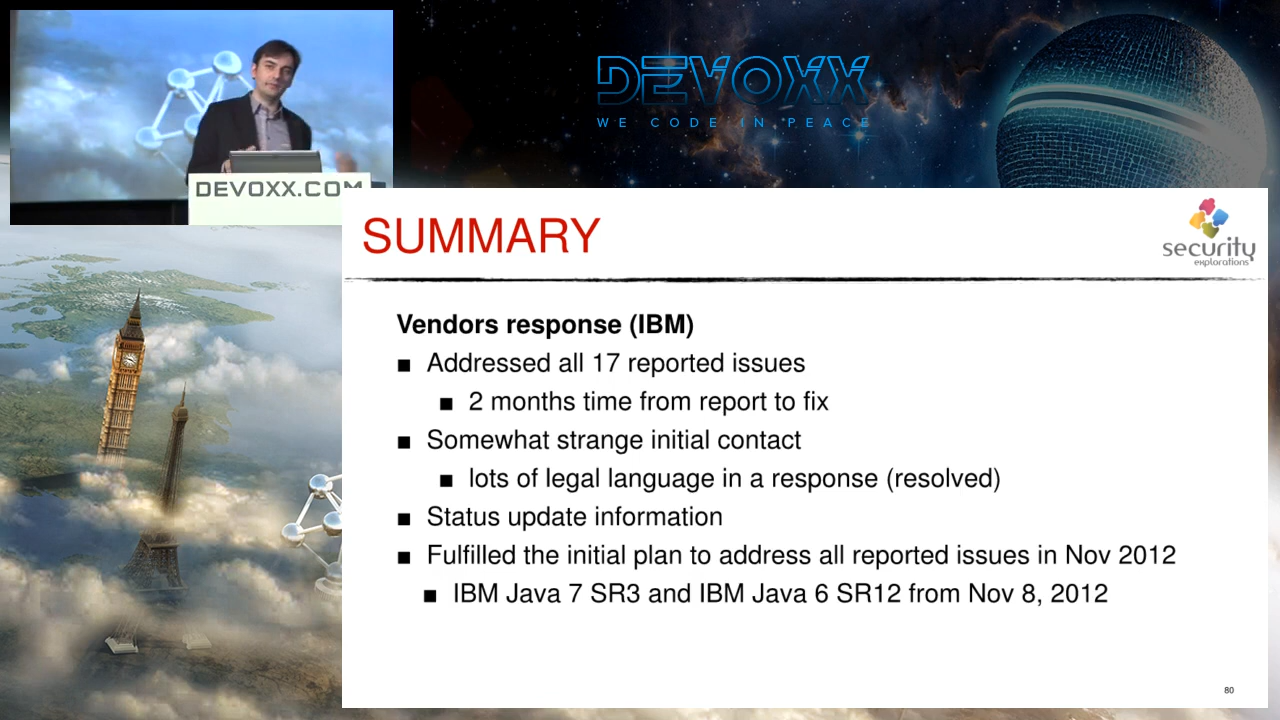 DEVOXX
WE CODE IN PEACE
DEVOXX.COM
SUMMARY
security
explorations
Vendors response (IBM)
■ Addressed all 17 reported issues
■ 2 months time from report to fix
■ Somewhat strange initial contact
■ lots of legal language in a response (resolved)
■ Status update information
■ Fulfilled the initial plan to address all reported issues in Nov 2012
■ IBM Java 7 SR3 and IBM Java 6 SR12 from Nov 8, 2012
80